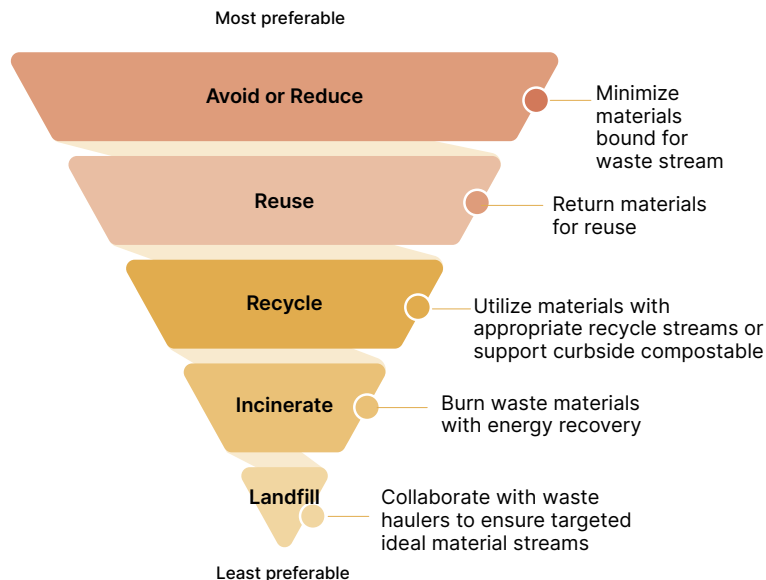 Most preferable
Avoid or Reduce
Minimize
materials
bound for
waste stream
Reuse
Return materials
for reuse
Recycle
Utilize materials with
appropriate recycle streams or
support curbside compostable
Incinerate
Burn waste materials
with energy recovery
Landfill
Collaborate with waste
haulers to ensure targeted
ideal material streams
Least preferable